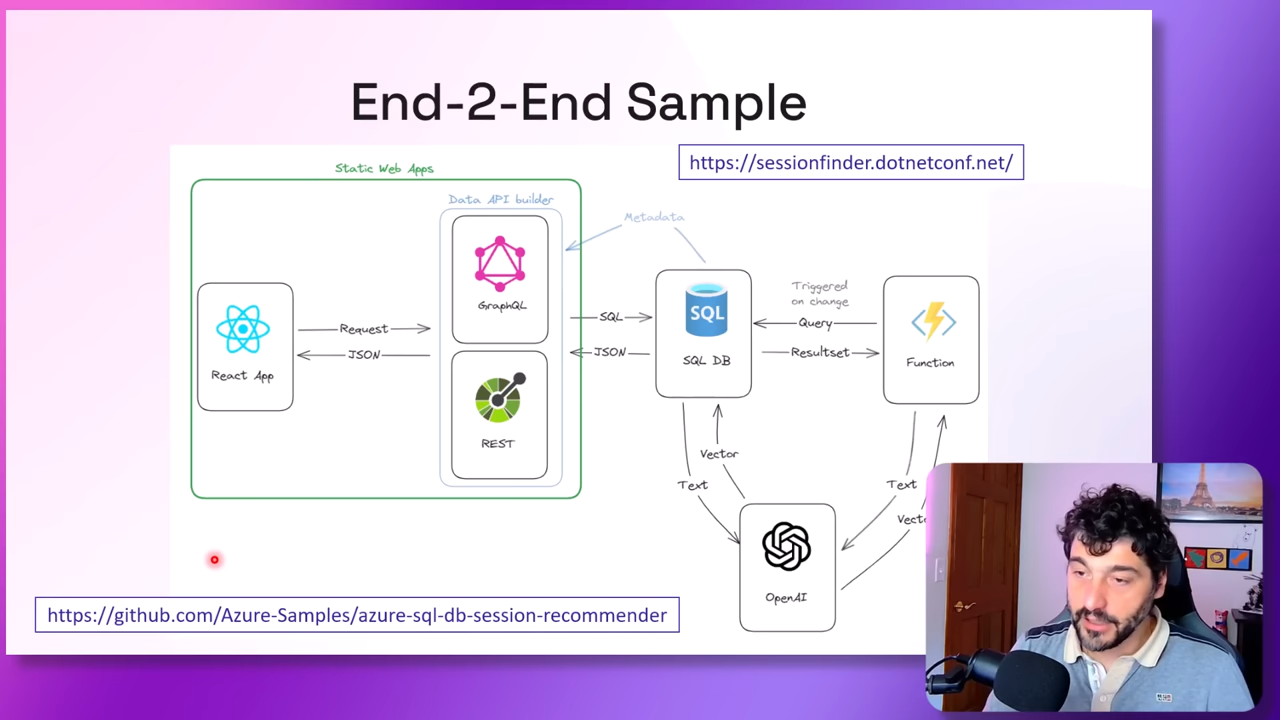 End-2-End Sample
https://sessionfinder.dotnetconf.net/
Static Web Apps
Data API builder
Metadata
GraphQL
REST
React App
Request
JSON
SQL
JSON
SQL
SQL DB
Triggered
on change
Query
Resultset
Function
Text
Vector
Text
OpenAI
https://github.com/Azure-Samples/azure-sql-db-session-recommender